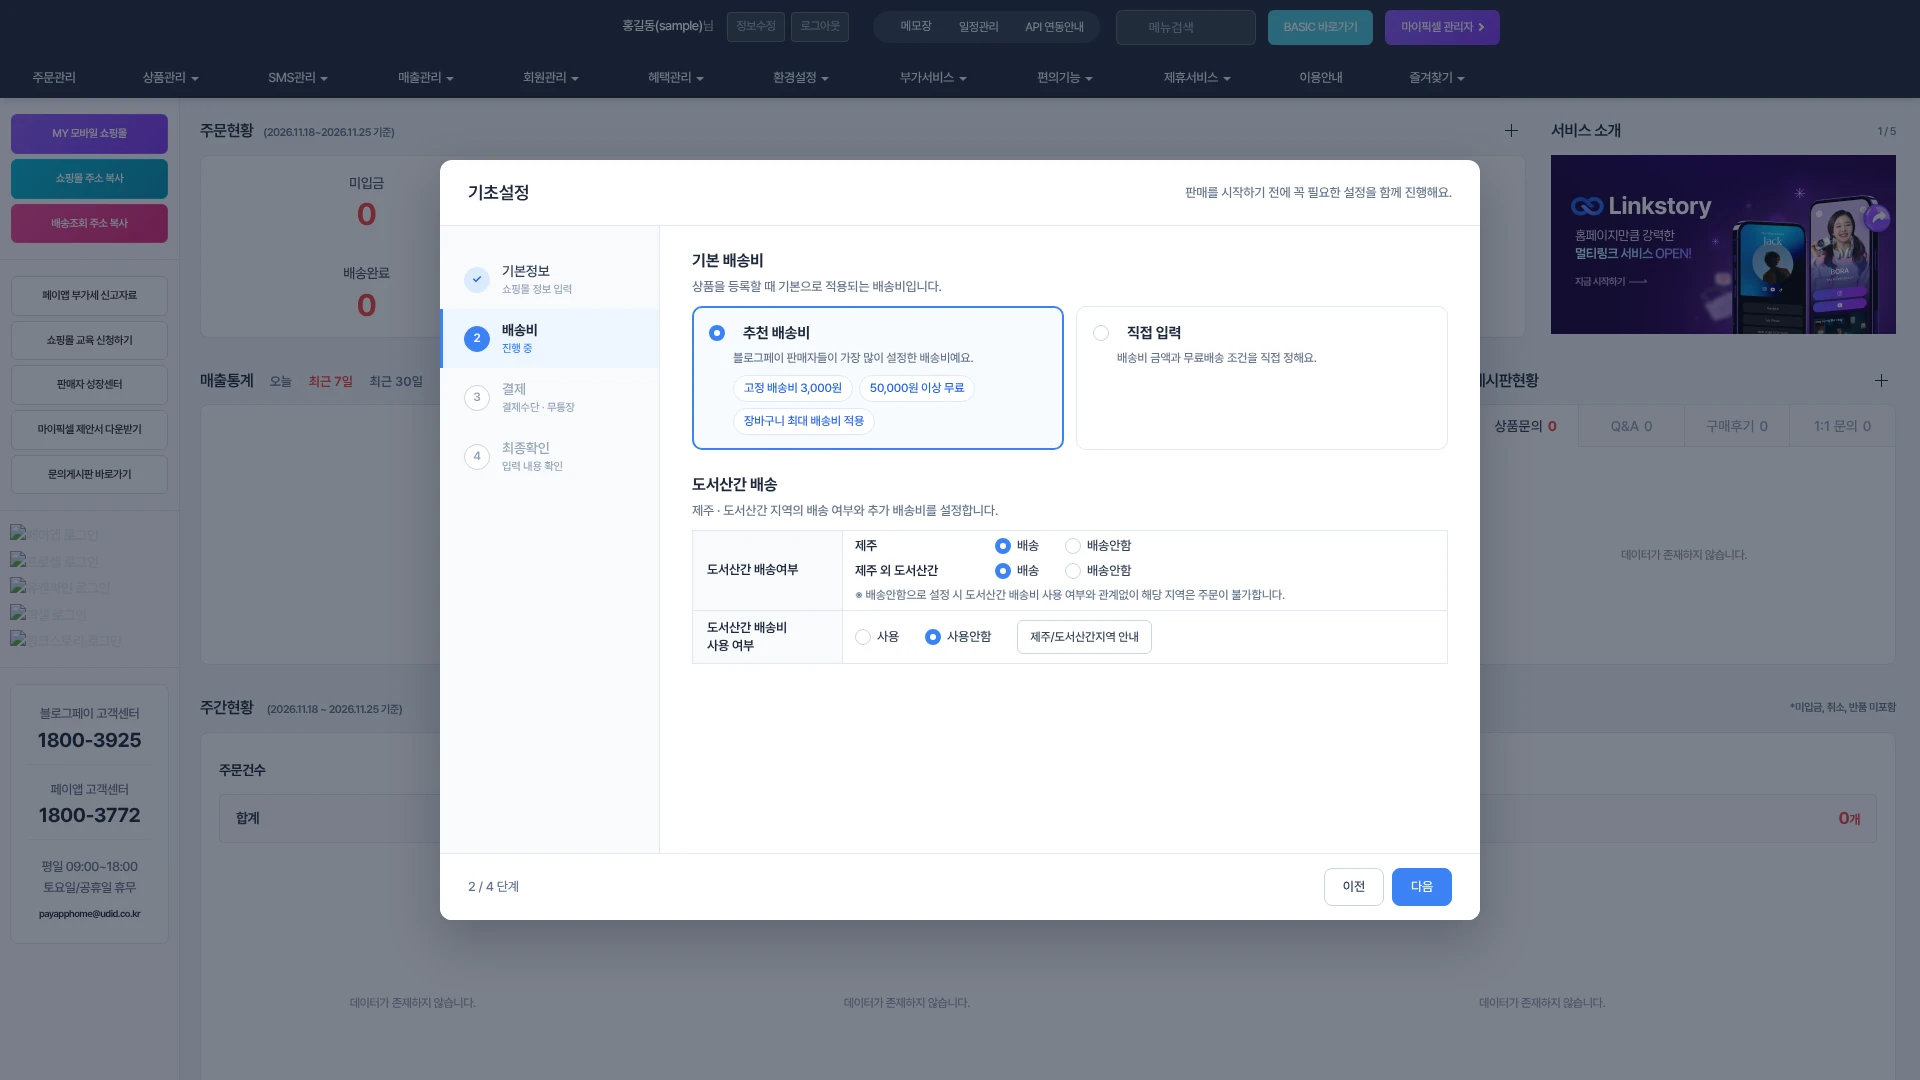 홍길동(sample)님
정보수정
로그아웃
메모장
일정관리
API 연동안내
메뉴검색
BASIC 바로가기
마이픽셀 관리자
주문관리
상품관리
SMS관리
매출관리
회원관리
혜택관리
환경설정
부가서비스
편의기능
제휴서비스
이용안내
즐겨찾기
MY 모바일 쇼핑몰
쇼핑몰 주소 복사
배송조회 주소 복사
페이앱 부가세 신고자료
쇼핑몰 교육 신청하기
판매자 성장센터
마이픽셀 제안서 다운받기
문의게시판 바로가기
페이앱 로그인
블로그페이 고객센터
1800-3925
페이앱 고객센터
1800-3772
평일 09:00~18:00
토요일/공휴일 휴무
payapphome@udid.co.kr
주문현황 (2026.11.18~2026.11.25 기준)
미입금
0
배송완료
0
매출통계 오늘 최근 7일 최근 30일
주간현황 (2026.11.18 ~ 2026.11.25 기준)
*미입금, 취소, 반품 미포함
주문건수
합계
0개
데이터가 존재하지 않습니다.
데이터가 존재하지 않습니다.
데이터가 존재하지 않습니다.
서비스 소개
1 / 5
Linkstory
홈페이지만큼 강력한
멀티링크 서비스 OPEN!
지금 시작하기
Jack
BORA
게시판현황
상품문의 0
Q&A 0
구매후기 0
1:1 문의 0
데이터가 존재하지 않습니다.
기초설정
판매를 시작하기 전에 꼭 필요한 설정을 함께 진행해요.
기본정보
쇼핑몰 정보 입력
2
배송비
진행 중
3
결제
결제수단 · 무통장
4
최종확인
입력 내용 확인
기본 배송비
상품을 등록할 때 기본으로 적용되는 배송비입니다.
추천 배송비
블로그페이 판매자들이 가장 많이 설정한 배송비예요.
고정 배송비 3,000원
50,000원 이상 무료
장바구니 최대 배송비 적용
직접 입력
배송비 금액과 무료배송 조건을 직접 정해요.
도서산간 배송
제주 · 도서산간 지역의 배송 여부와 추가 배송비를 설정합니다.
도서산간 배송여부
제주 배송 배송안함
제주 외 도서산간 배송 배송안함
※ 배송안함으로 설정 시 도서산간 배송비 사용 여부와 관계없이 해당 지역은 주문이 불가합니다.
도서산간 배송비
사용 여부
사용 사용안함 제주/도서산간지역 안내
2 / 4 단계
이전
다음